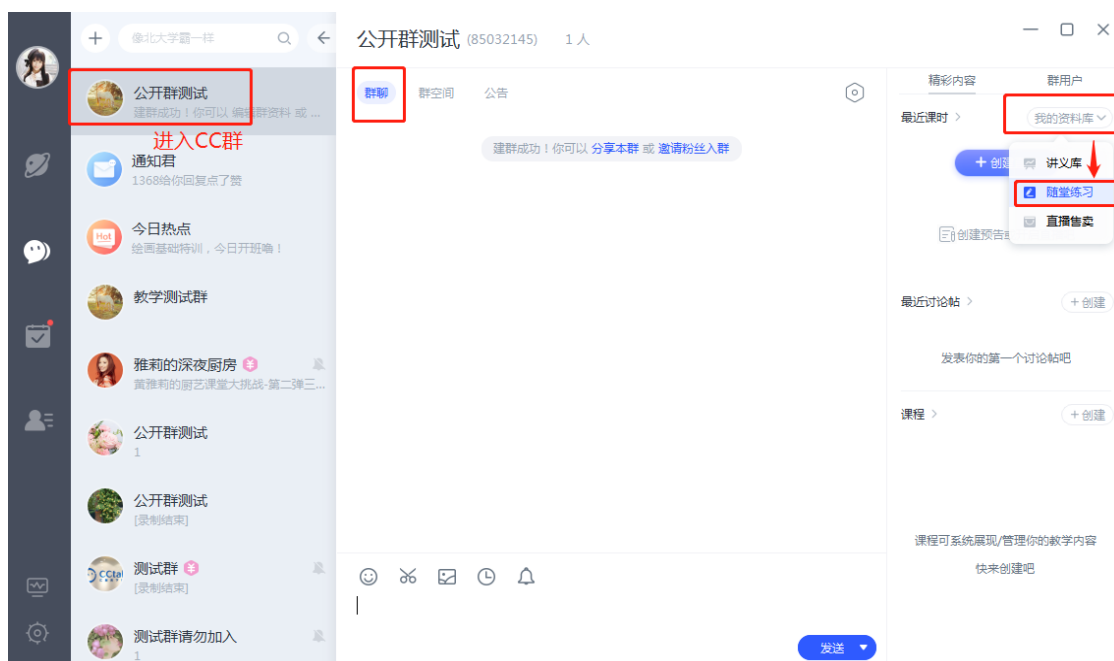 像北大学霸一样
公开群测试
建群成功！你可以 编辑群资料 或 ...
进入CC群
通知君
1368给你回复点了赞
Hot
今日热点
绘画基础特训，今日开班噜！
教学测试群
雅莉的深夜厨房
黄雅莉的厨艺课堂大挑战-第二弹三...
公开群测试
1
公开群测试
[录制结束]
CCtal
测试群
[录制结束]
测试群请勿加入
1
公开群测试 (85032145) 1 人
群聊 群空间 公告
建群成功！你可以 分享本群 或 邀请粉丝入群
发送
精彩内容 群用户
最近课时 我的资料库
+ 创
讲义库
随堂练习
直播售卖
创建预告
最近讨论帖 + 创建
发表你的第一个讨论帖吧
课程 + 创建
课程可系统展现/管理你的教学内容
快来创建吧